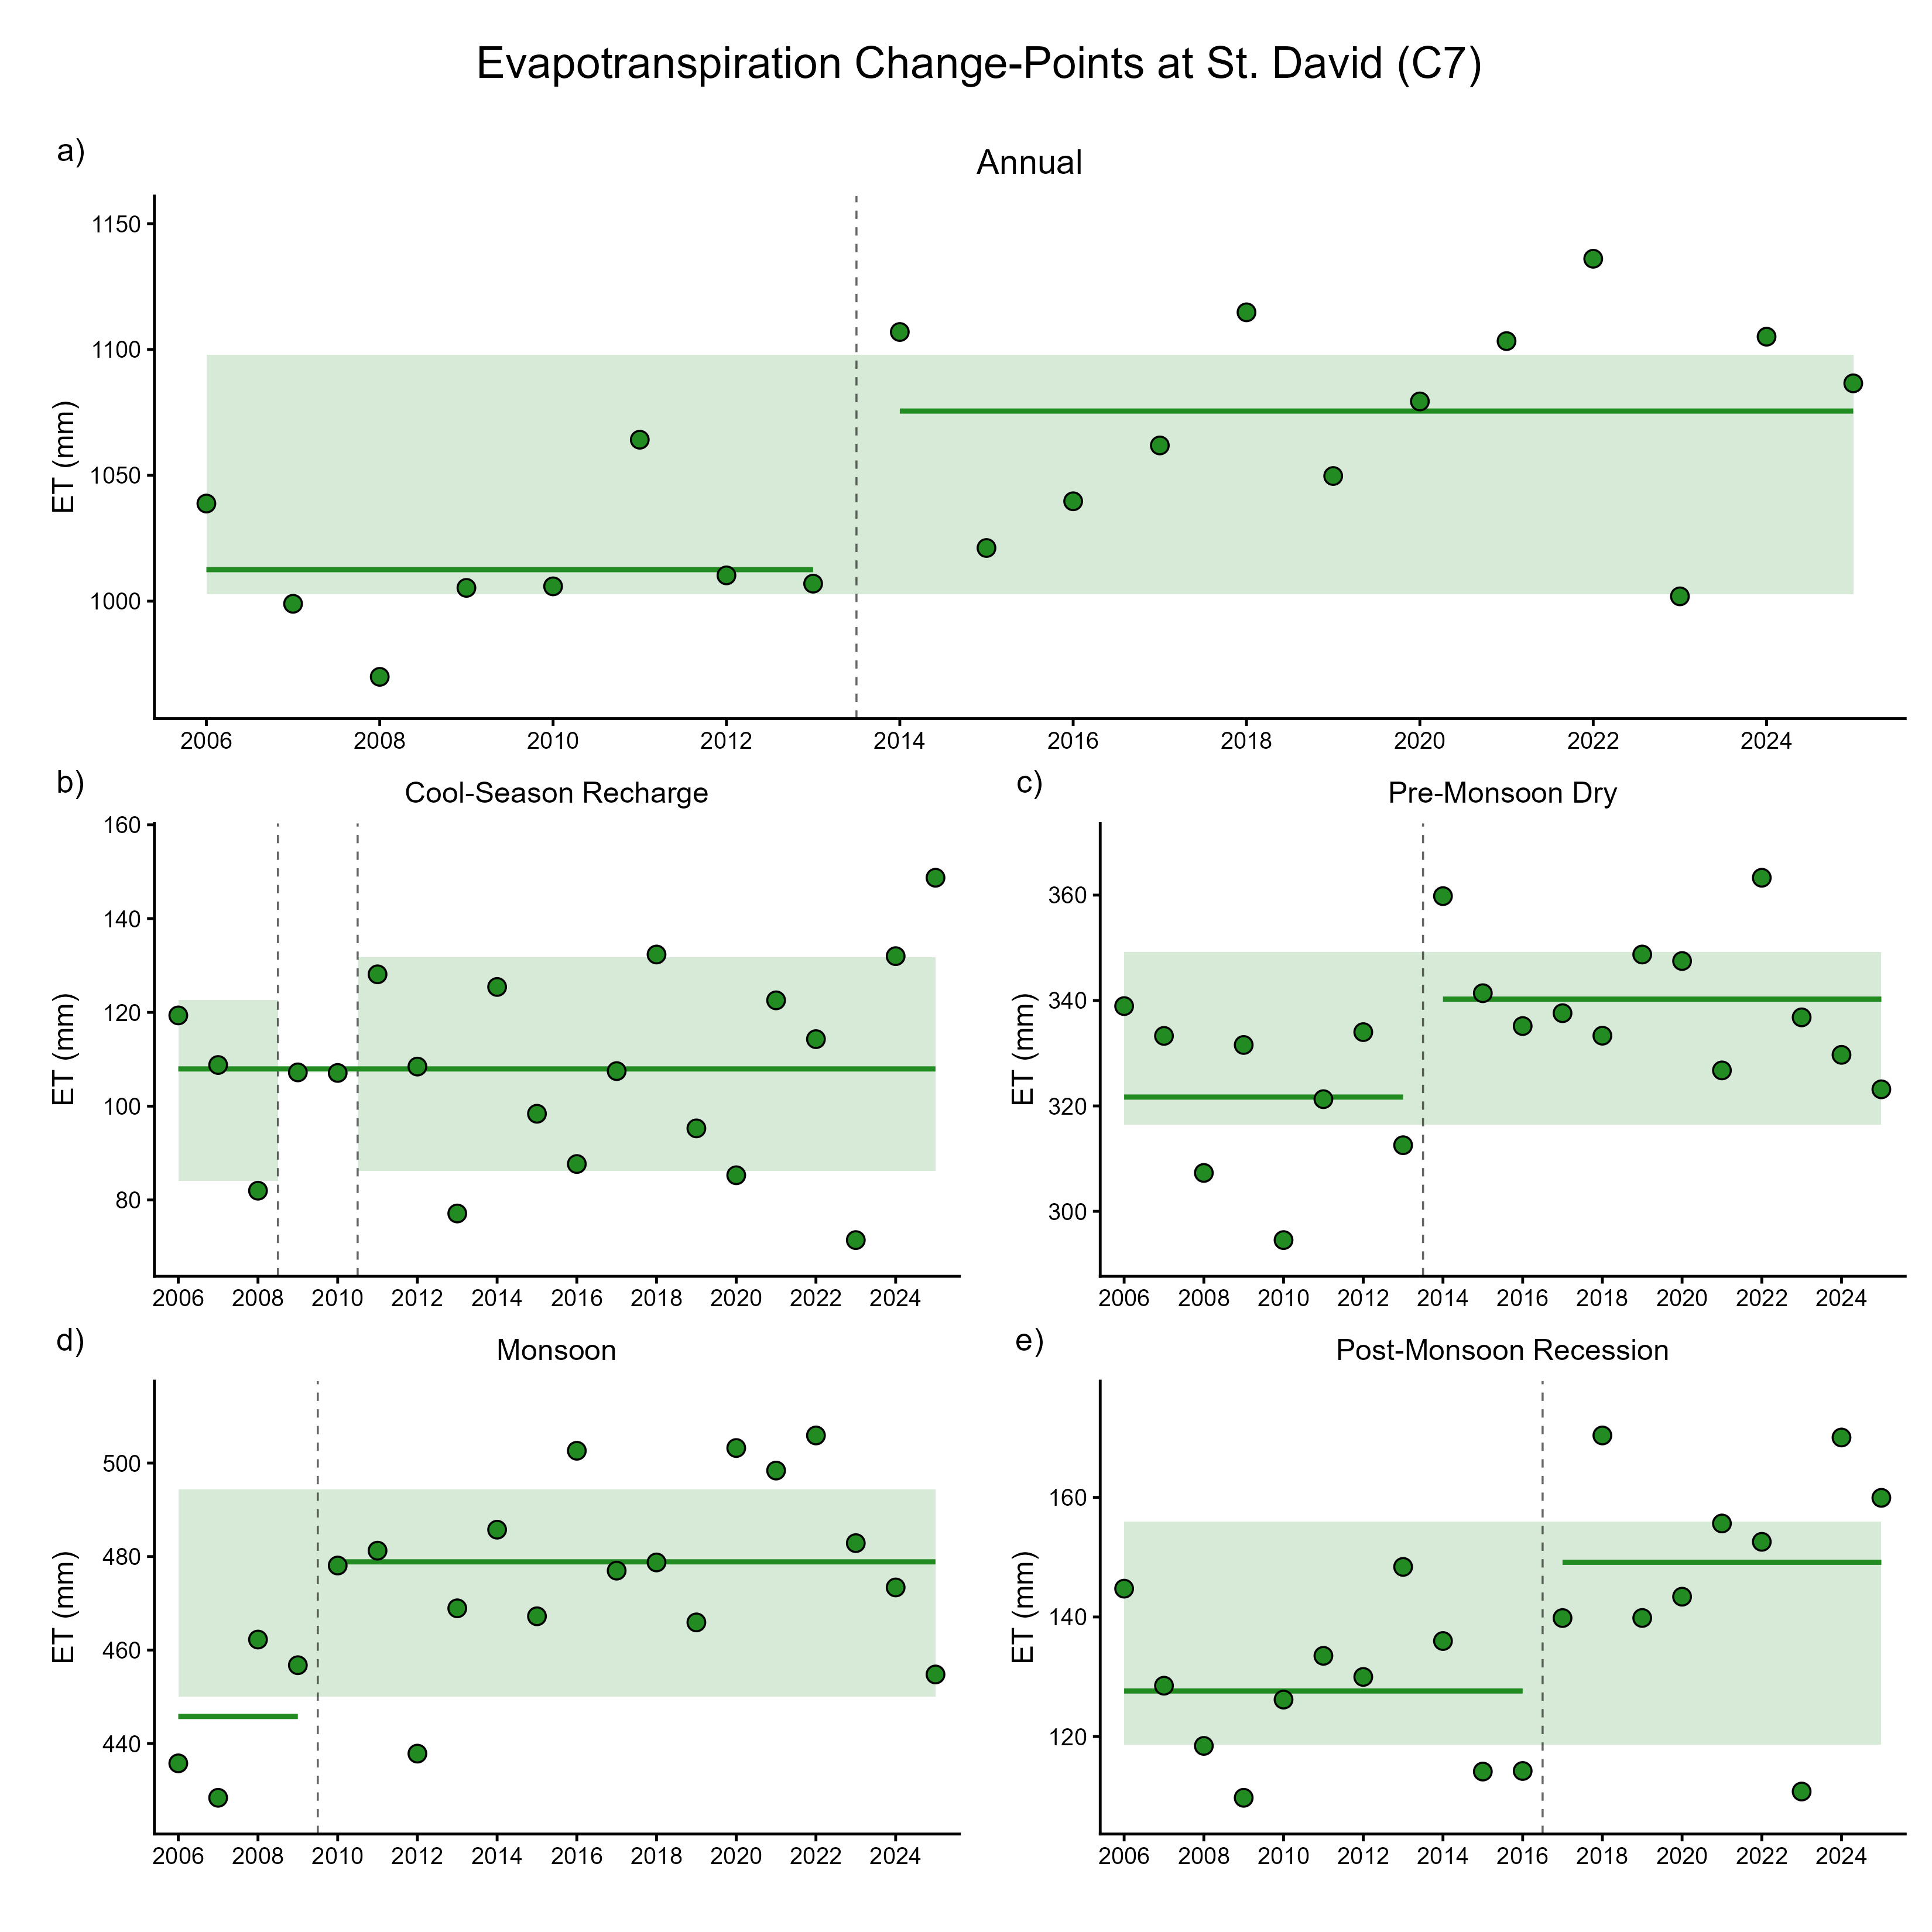 Evapotranspiration Change-Points at St. David (C7)
a)
Annual
ET (mm)
1150
1100
1050
1000
2006 2008 2010 2012 2014 2016 2018 2020 2022 2024
b)
Cool-Season Recharge
ET (mm)
160
140
120
100
80
2006 2008 2010 2012 2014 2016 2018 2020 2022 2024
c)
Pre-Monsoon Dry
ET (mm)
360
340
320
300
2006 2008 2010 2012 2014 2016 2018 2020 2022 2024
d)
Monsoon
ET (mm)
500
480
460
440
2006 2008 2010 2012 2014 2016 2018 2020 2022 2024
e)
Post-Monsoon Recession
ET (mm)
160
140
120
2006 2008 2010 2012 2014 2016 2018 2020 2022 2024